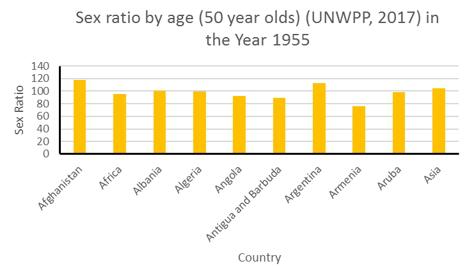 Sex ratio by age (50 year olds) (UNWPP, 2017) in
the Year 1955
140
120
100
80
60
40
20
0
Sex Ratio
Afghanistan
Africa
Albania
Algeria
Angola
Antigua and Barbuda
Argentina
Armenia
Aruba
Asia
Country